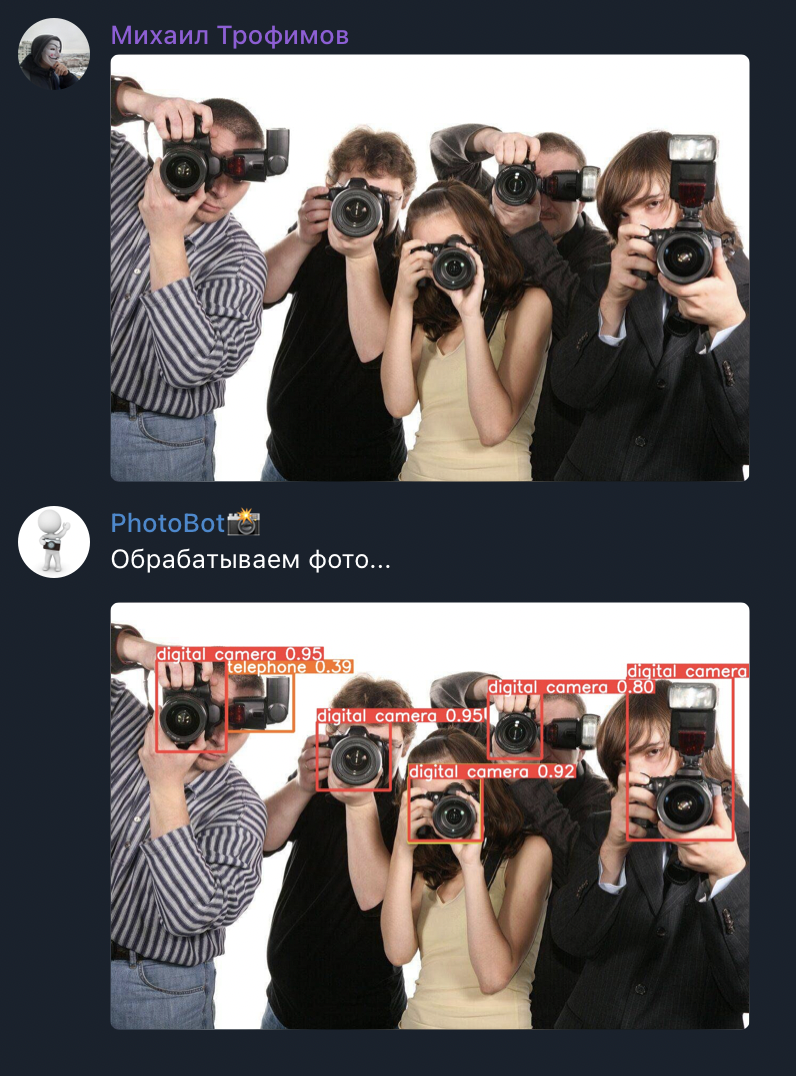 Михаил Трофимов
PhotoBot📸
Обрабатываем фото...
digital camera 0.95
telephone 0.39
digital camera
digital camera 0.80
digital camera 0.95
digital camera 0.92